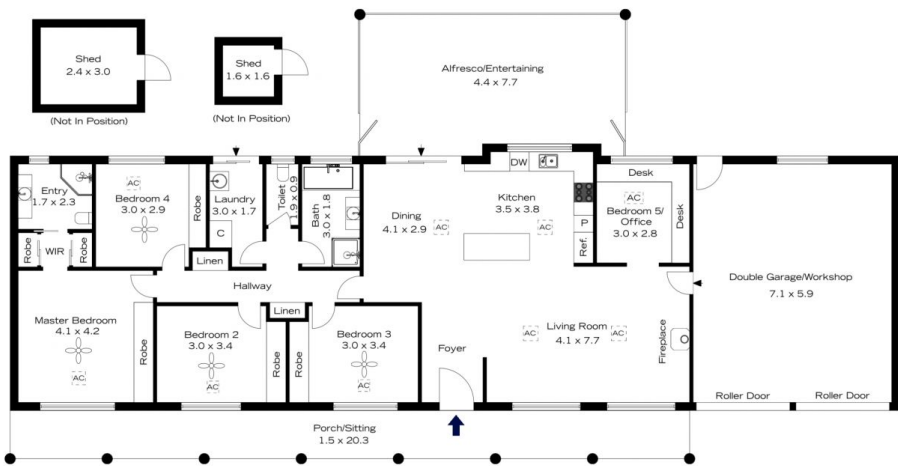 Shed
2.4 x 3.0
(Not In Position)
Shed
1.6 x 1.6
(Not In Position)
Alfresco/Entertaining
4.4 x 7.7
Entry
1.7 x 2.3
Robe
WIR
Robe
AC
Bedroom 4
3.0 x 2.9
Robe
Laundry
3.0 x 1.7
C
Toilet
1.9 x 0.9
Bath
3.0 x 1.8
Linen
Hallway
Linen
Dining
4.1 x 2.9
AC
DW
Kitchen
3.5 x 3.8
AC
P
Ref.
Desk
AC
Bedroom 5/
Office
3.0 x 2.8
Desk
Double Garage/Workshop
7.1 x 5.9
Roller Door
Roller Door
Master Bedroom
4.1 x 4.2
AC
Robe
Bedroom 2
3.0 x 3.4
AC
Robe
Robe
Bedroom 3
3.0 x 3.4
AC
Foyer
AC
Living Room
AC
4.1 x 7.7
Fireplace
Porch/Sitting
1.5 x 20.3